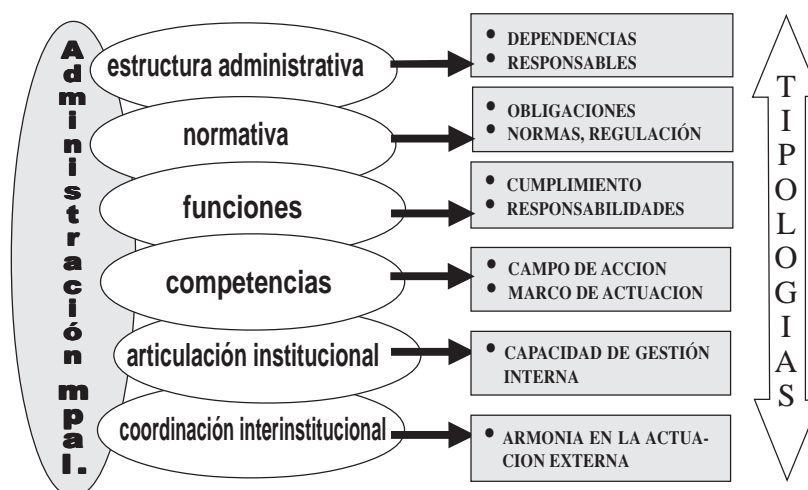 Administración mpal.
estructura administrativa
• DEPENDENCIAS
• RESPONSABLES
normativa
• OBLIGACIONES
• NORMAS, REGULACIÓN
funciones
• CUMPLIMIENTO
• RESPONSABILIDADES
competencias
• CAMPO DE ACCION
• MARCO DE ACTUACION
articulación institucional
• CAPACIDAD DE GESTIÓN
INTERNA
coordinación interinstitucional
• ARMONIA EN LA ACTUA-
CION EXTERNA
TIPOLOGIAS